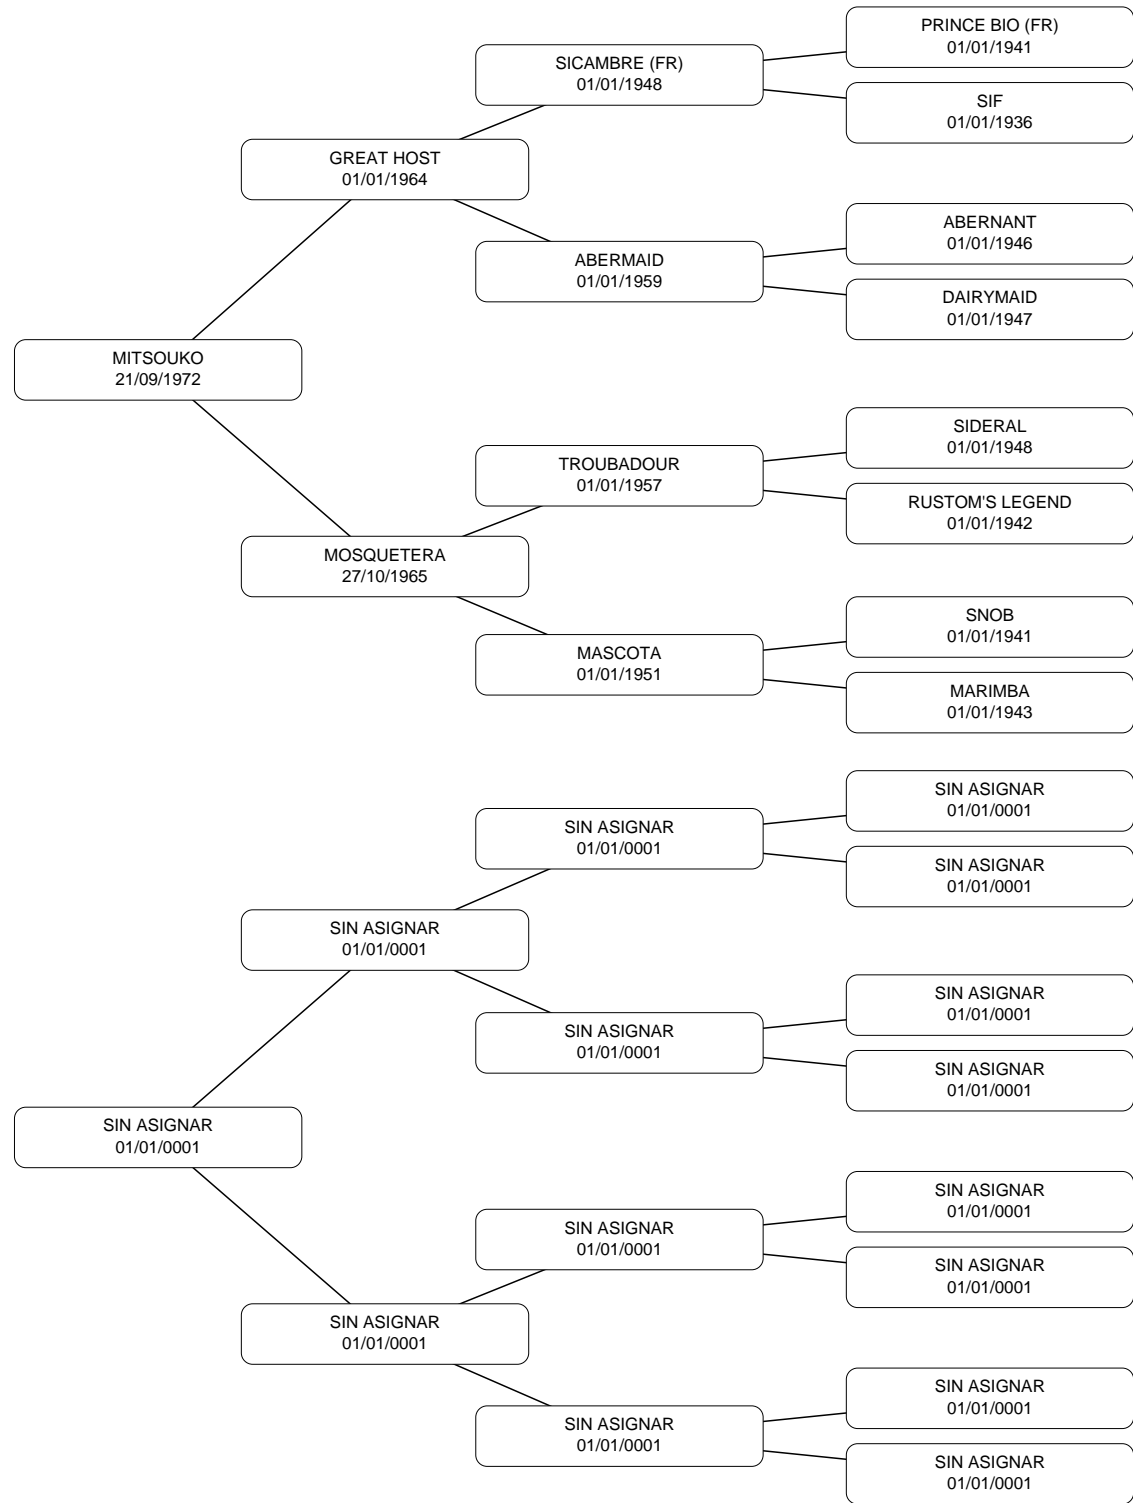 PRINCE BIO (FR)
01/01/1941
SICAMBRE (FR)
01/01/1948
SIF
01/01/1936
GREAT HOST
01/01/1964
ABERNANT
01/01/1946
ABERMAID
01/01/1959
DAIRYMAID
01/01/1947
MITSOUKO
21/09/1972
SIDERAL
01/01/1948
TROUBADOUR
01/01/1957
RUSTOM'S LEGEND
01/01/1942
MOSQUETERA
27/10/1965
SNOB
01/01/1941
MASCOTA
01/01/1951
MARIMBA
01/01/1943
SIN ASIGNAR
01/01/0001
SIN ASIGNAR
01/01/0001
SIN ASIGNAR
01/01/0001
SIN ASIGNAR
01/01/0001
SIN ASIGNAR
01/01/0001
SIN ASIGNAR
01/01/0001
SIN ASIGNAR
01/01/0001
SIN ASIGNAR
01/01/0001
SIN ASIGNAR
01/01/0001
SIN ASIGNAR
01/01/0001
SIN ASIGNAR
01/01/0001
SIN ASIGNAR
01/01/0001
SIN ASIGNAR
01/01/0001
SIN ASIGNAR
01/01/0001
SIN ASIGNAR
01/01/0001